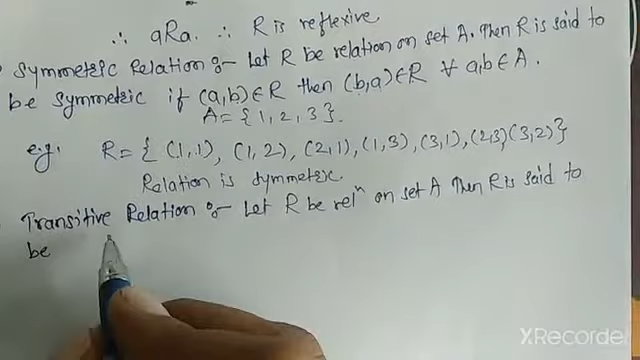 ∴ aRa. ∴ R is reflexive
Symmetric Relation :- Let R be relation on set A. Then R is said to
be symmetric if (a,b) ∈ R then (b,a) ∈ R ∀ a,b ∈ A.
A = { 1, 2, 3 }.
e.g. R = { (1,1), (1,2), (2,1), (1,3), (3,1), (2,3) (3,2) }
Relation is symmetric.
Transitive Relation :- Let R be relⁿ on set A Then R is said to
be
XRecorder